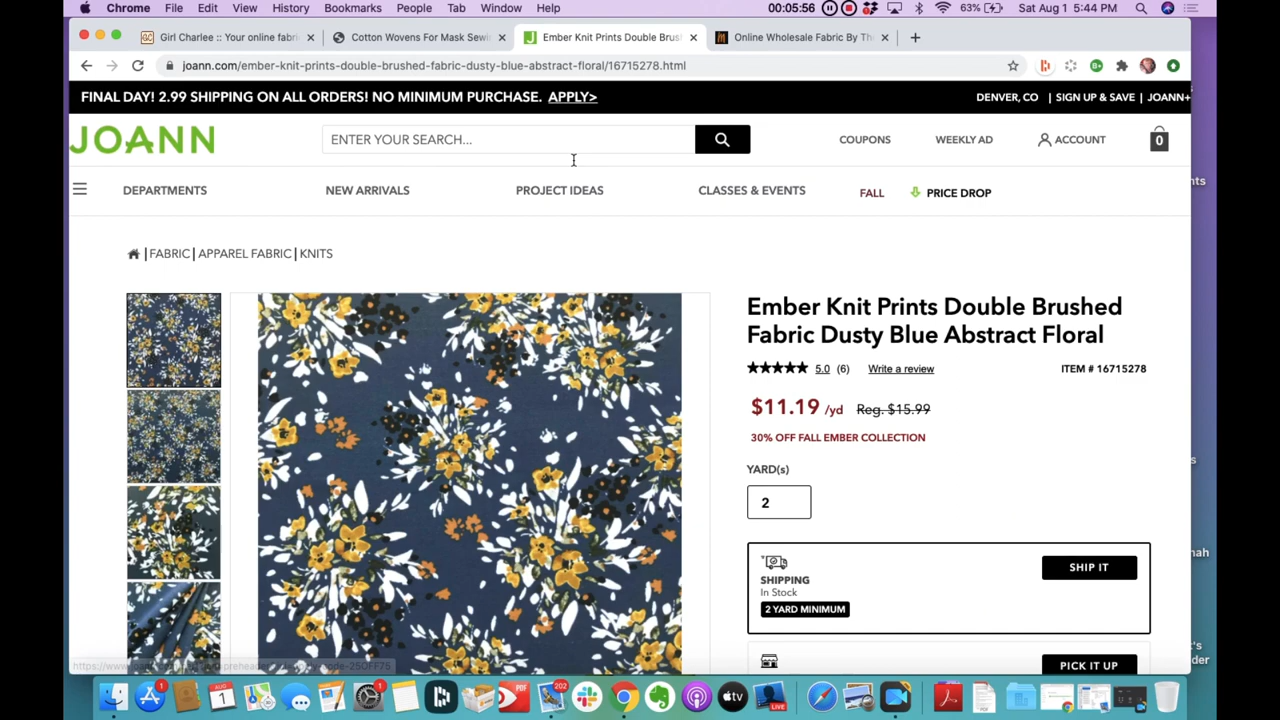 Chrome File Edit View History Bookmarks People Tab Window Help 00:05:56 63% Sat Aug 1 5:44 PM
Girl Charlee :: Your online fabri Cotton Wovens For Mask Sewi Ember Knit Prints Double Brush Online Wholesale Fabric By Th
joann.com/ember-knit-prints-double-brushed-fabric-dusty-blue-abstract-floral/16715278.html
FINAL DAY! 2.99 SHIPPING ON ALL ORDERS! NO MINIMUM PURCHASE. APPLY> DENVER, CO | SIGN UP & SAVE | JOANN+
JOANN ENTER YOUR SEARCH... COUPONS WEEKLY AD ACCOUNT 0
DEPARTMENTS NEW ARRIVALS PROJECT IDEAS CLASSES & EVENTS FALL PRICE DROP
| FABRIC | APPAREL FABRIC | KNITS
Ember Knit Prints Double Brushed
Fabric Dusty Blue Abstract Floral
5.0 (6) Write a review ITEM # 16715278
$11.19 /yd Reg. $15.99
30% OFF FALL EMBER COLLECTION
YARD(s)
2
SHIPPING
In Stock
2 YARD MINIMUM
SHIP IT
PICK IT UP